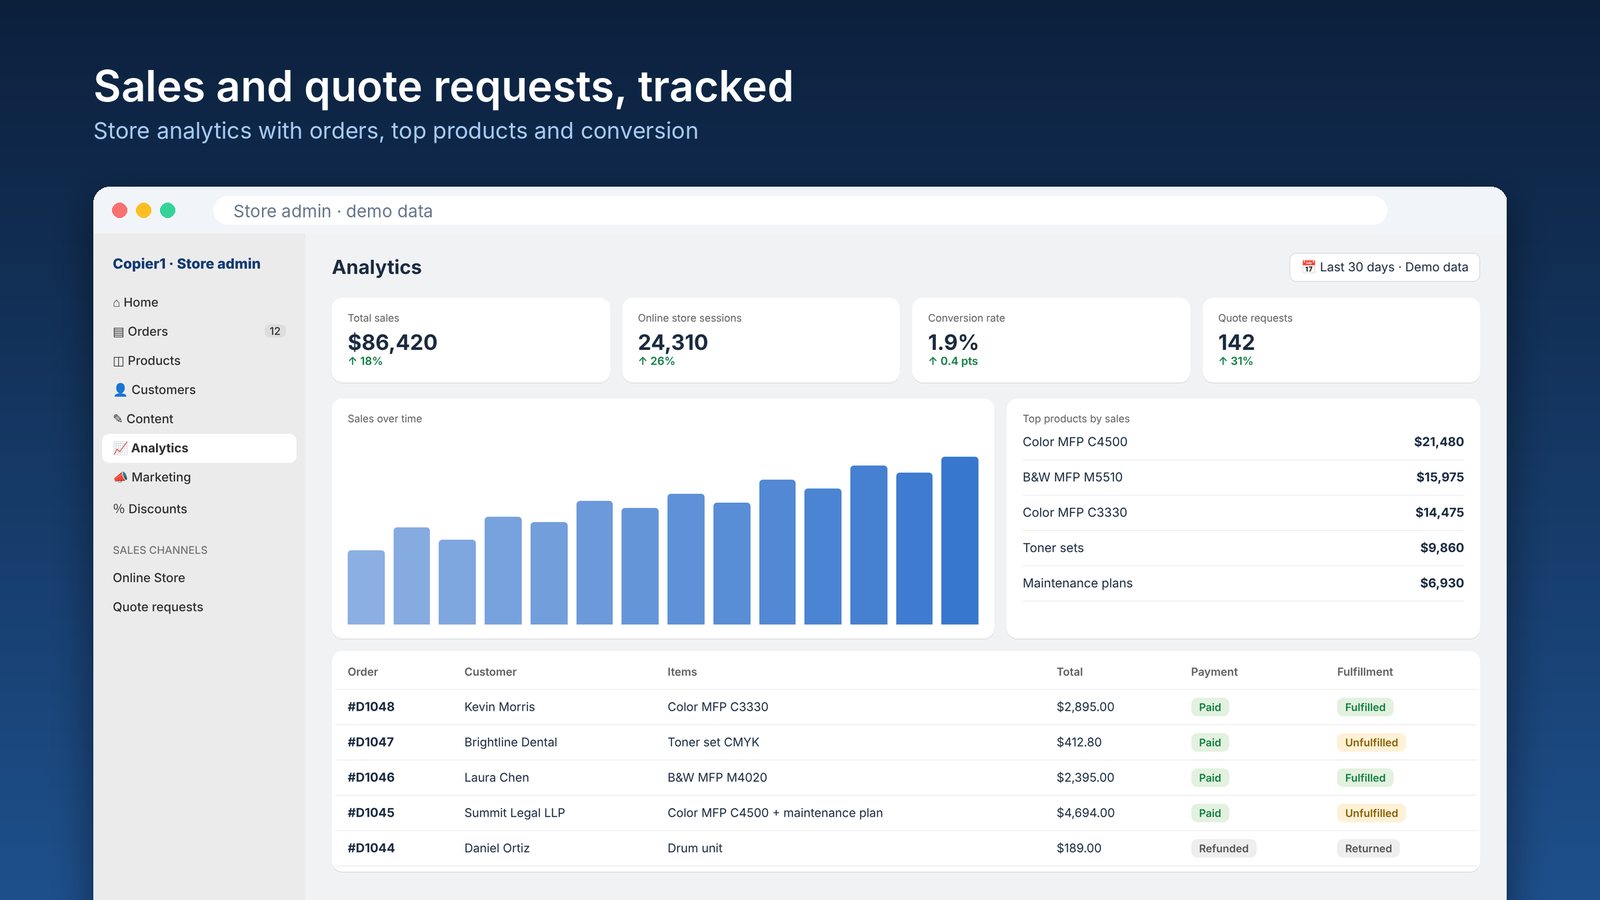 Sales and quote requests, tracked
Store analytics with orders, top products and conversion
Store admin · demo data
Copier1 · Store admin
Home
Orders 12
Products
Customers
Content
Analytics
Marketing
% Discounts
SALES CHANNELS
Online Store
Quote requests
Analytics
Last 30 days · Demo data
Total sales
$86,420
↑ 18%
Online store sessions
24,310
↑ 26%
Conversion rate
1.9%
↑ 0.4 pts
Quote requests
142
↑ 31%
Sales over time
Top products by sales
Color MFP C4500 $21,480
B&W MFP M5510 $15,975
Color MFP C3330 $14,475
Toner sets $9,860
Maintenance plans $6,930
Order Customer Items Total Payment Fulfillment
#D1048 Kevin Morris Color MFP C3330 $2,895.00 Paid Fulfilled
#D1047 Brightline Dental Toner set CMYK $412.80 Paid Unfulfilled
#D1046 Laura Chen B&W MFP M4020 $2,395.00 Paid Fulfilled
#D1045 Summit Legal LLP Color MFP C4500 + maintenance plan $4,694.00 Paid Unfulfilled
#D1044 Daniel Ortiz Drum unit $189.00 Refunded Returned